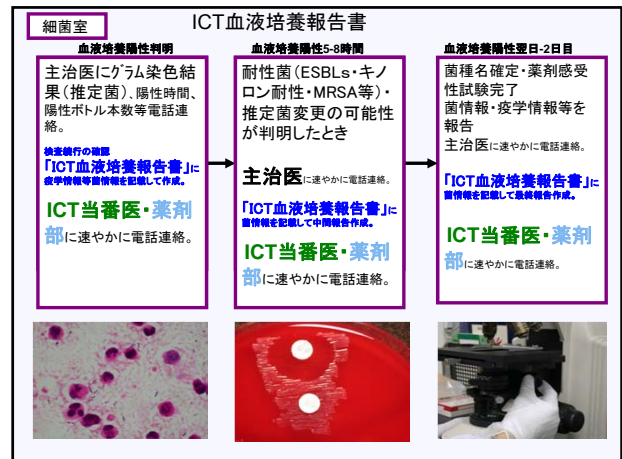 細菌室
ICT血液培養報告書
血液培養陽性判明
主治医にグラム染色結
果(推定菌)、陽性時間、
陽性ボトル本数等電話連
絡。
検査続行の確認
「ICT血液培養報告書」に
疫学情報等菌情報を記載して作成。
ICT当番医・薬剤
部に速やかに電話連絡。
血液培養陽性5-8時間
耐性菌(ESBLs・キノ
ロン耐性・MRSA等)・
推定菌変更の可能性
が判明したとき
主治医に速やかに電話連絡。
「ICT血液培養報告書」に
菌情報を記載して中間報告作成。
ICT当番医・薬剤
部に速やかに電話連絡。
血液培養陽性翌日-2日目
菌種名確定・薬剤感受
性試験完了
菌情報・疫学情報等を
報告
主治医に速やかに電話連絡。
「ICT血液培養報告書」に
菌情報を記載して最終報告作成。
ICT当番医・薬剤
部に速やかに電話連絡。